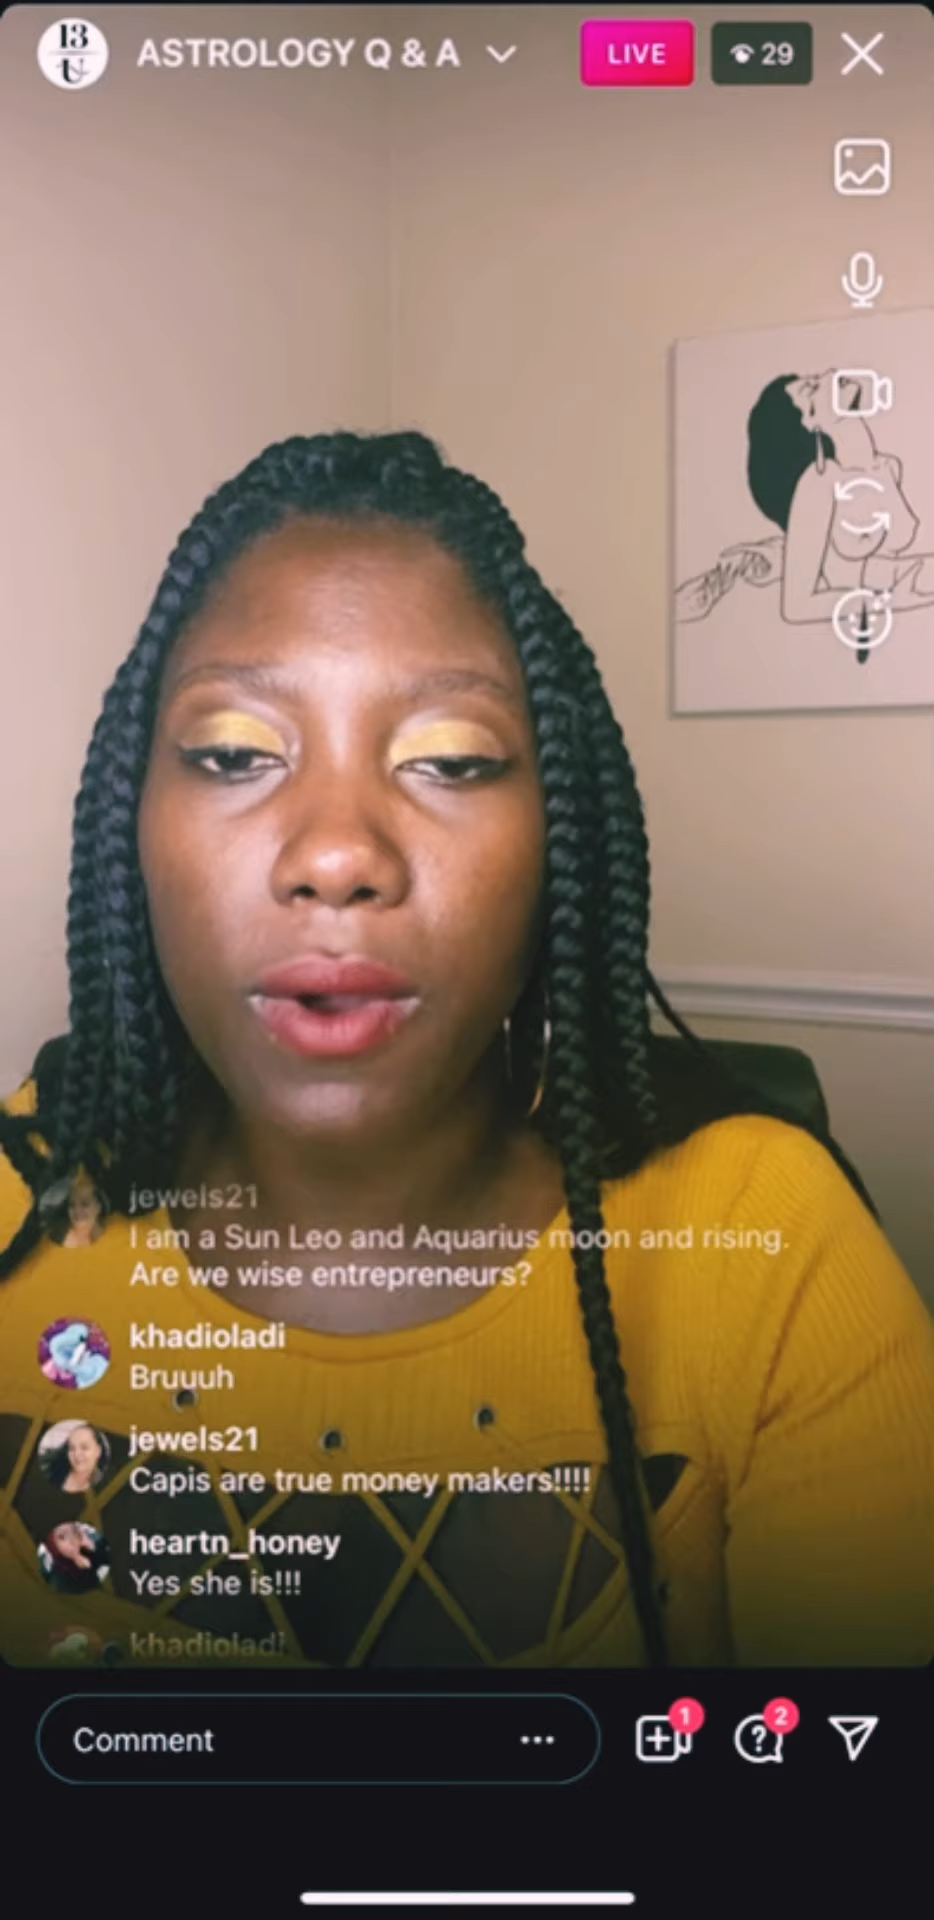 13
U
ASTROLOGY Q & A
LIVE
29
jewels21
I am a Sun Leo and Aquarius moon and rising.
Are we wise entrepreneurs?
khadioladi
Bruuuh
jewels21
Capis are true money makers!!!!
heartn_honey
Yes she is!!!
khadioladi
Comment
1
2